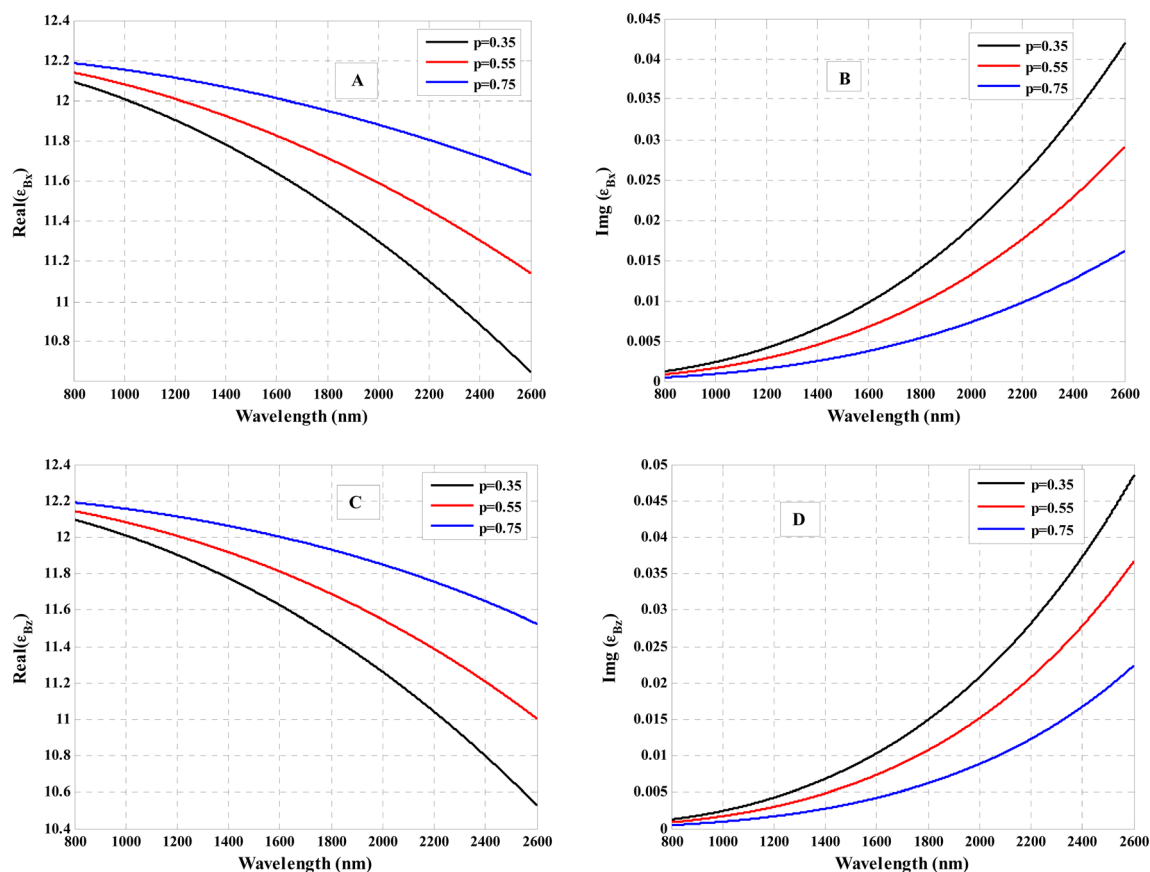 12.4
12.2
12
11.8
11.6
11.4
11.2
11
10.8
Real(εBx)
800 1000 1200 1400 1600 1800 2000 2200 2400 2600
Wavelength (nm)
A
p=0.35
p=0.55
p=0.75
0.045
0.04
0.035
0.03
0.025
0.02
0.015
0.01
0.005
0
Img (εBx)
800 1000 1200 1400 1600 1800 2000 2200 2400 2600
Wavelength (nm)
B
p=0.35
p=0.55
p=0.75
12.4
12.2
12
11.8
11.6
11.4
11.2
11
10.8
10.6
10.4
Real(εBz)
800 1000 1200 1400 1600 1800 2000 2200 2400 2600
Wavelength (nm)
C
p=0.35
p=0.55
p=0.75
0.05
0.045
0.04
0.035
0.03
0.025
0.02
0.015
0.01
0.005
0
Img (εBz)
800 1000 1200 1400 1600 1800 2000 2200 2400 2600
Wavelength (nm)
D
p=0.35
p=0.55
p=0.75